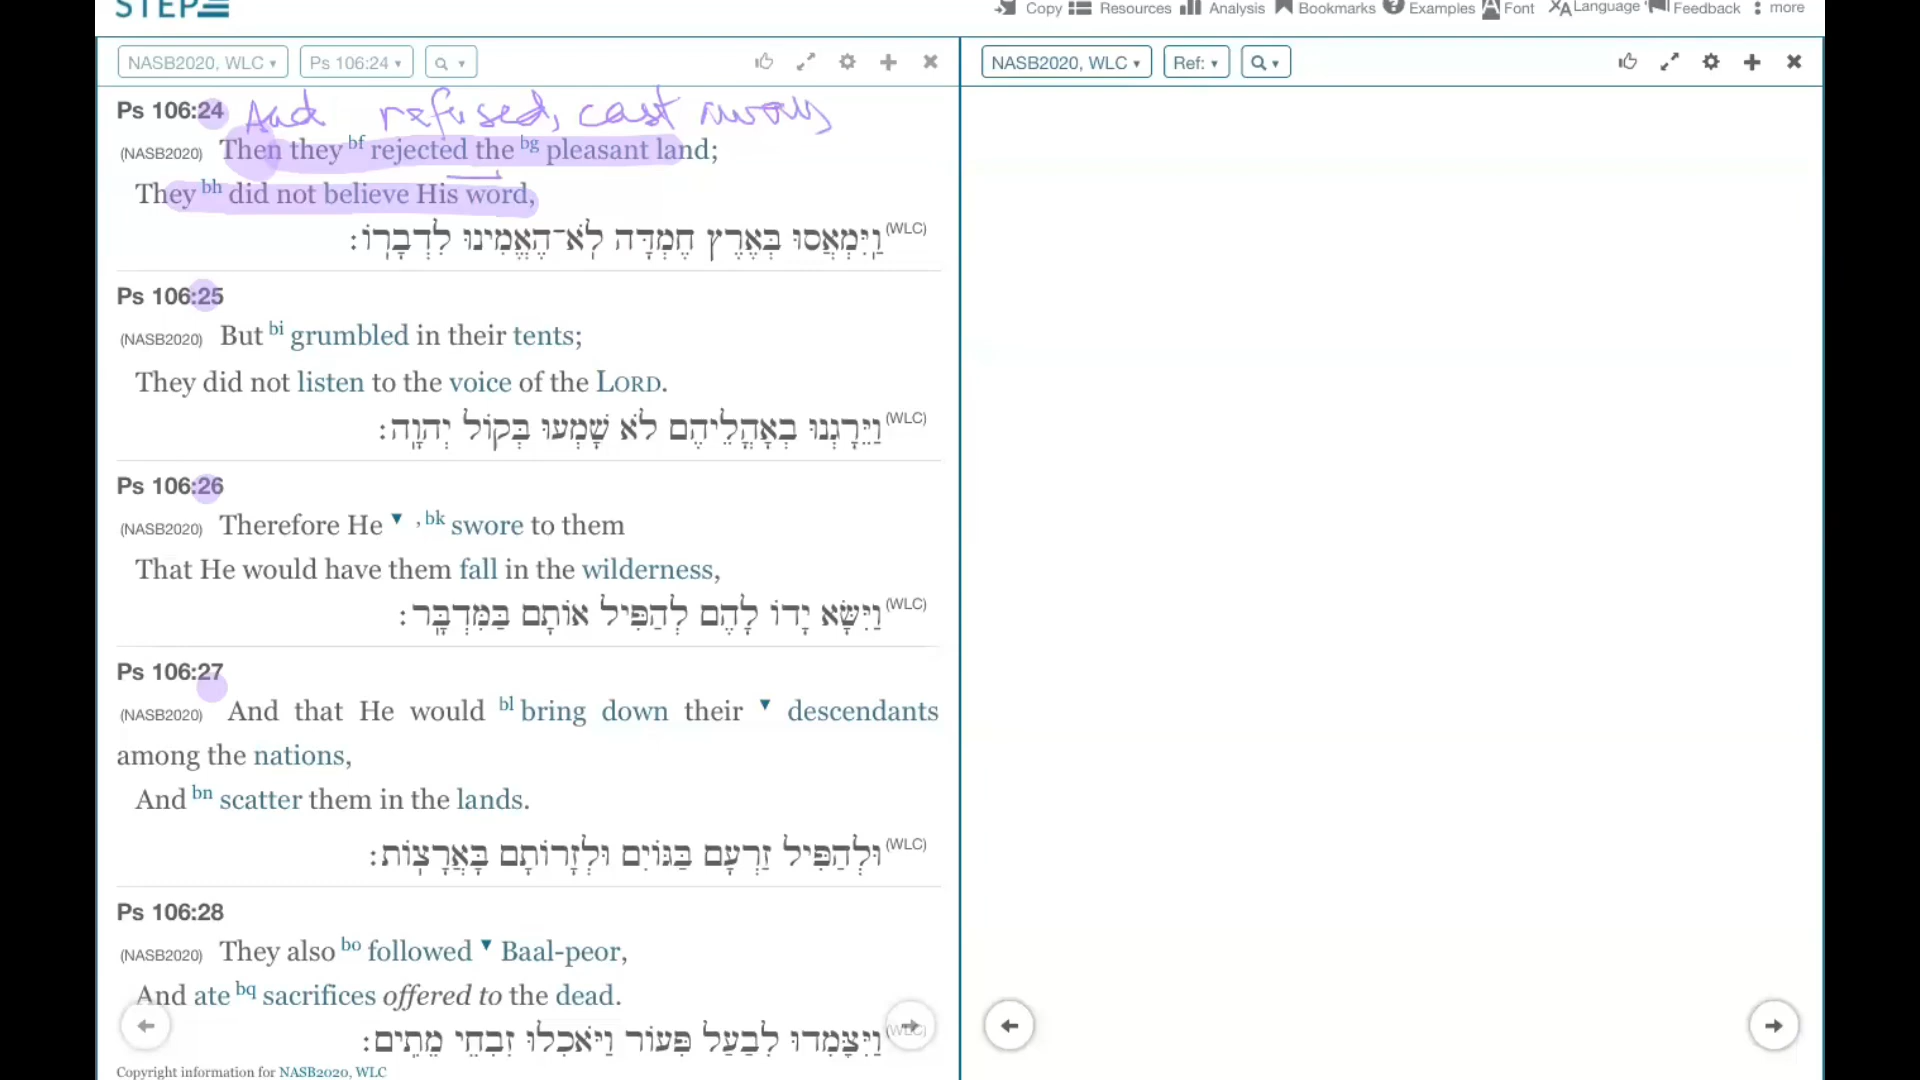 STEP
Copy Resources Analysis Bookmarks Examples Font Language Feedback more
NASB2020, WLC Ps 106:24
NASB2020, WLC Ref:
Ps 106:24 And refused, cast away
(NASB2020) Then they bf rejected the bg pleasant land;
They bh did not believe His word,
(WLC) וַֽיִּמְאֲסוּ בְּאֶרֶץ חֶמְדָּה לֹא־הֶאֱמִינוּ לִדְבָרֽוֹ׃
Ps 106:25
(NASB2020) But bi grumbled in their tents;
They did not listen to the voice of the LORD.
(WLC) וַיֵּרָגְנוּ בְאָהֳלֵיהֶם לֹא שָׁמְעוּ בְּקוֹל יְהוָֽה׃
Ps 106:26
(NASB2020) Therefore He ▼ , bk swore to them
That He would have them fall in the wilderness,
(WLC) וַיִּשָּׂא יָדוֹ לָהֶם לְהַפִּיל אוֹתָם בַּמִּדְבָּֽר׃
Ps 106:27
(NASB2020) And that He would bl bring down their ▼ descendants
among the nations,
And bn scatter them in the lands.
(WLC) וּלְהַפִּיל זַרְעָם בַּגּוֹיִם וּלְזָרוֹתָם בָּאֲרָצֽוֹת׃
Ps 106:28
(NASB2020) They also bo followed ▼ Baal-peor,
And ate bq sacrifices offered to the dead.
(WLC) וַיִּצָּמְדוּ לְבַעַל פְּעוֹר וַיֹּאכְלוּ זִבְחֵי מֵתִֽים׃
Copyright information for NASB2020, WLC